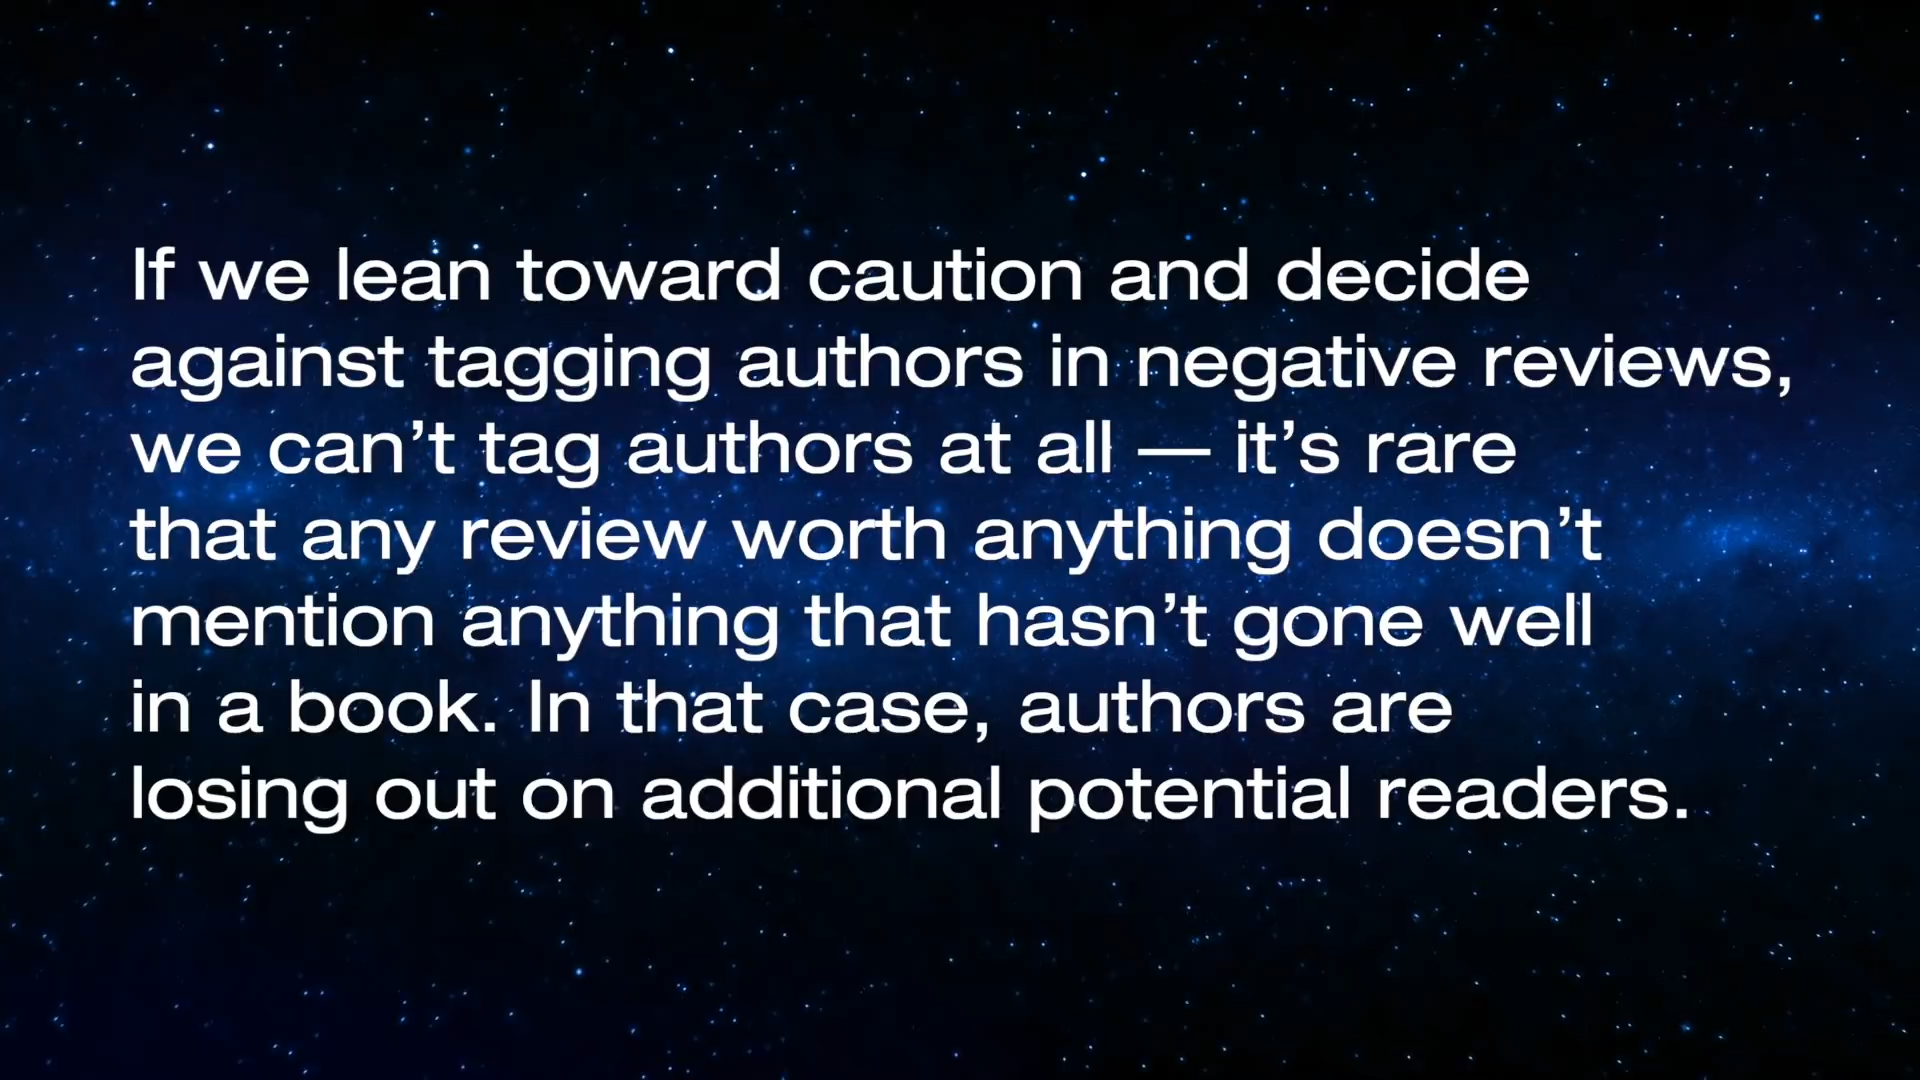 If we lean toward caution and decide
against tagging authors in negative reviews,
we can’t tag authors at all — it’s rare
that any review worth anything doesn’t
mention anything that hasn’t gone well
in a book. In that case, authors are
losing out on additional potential readers.